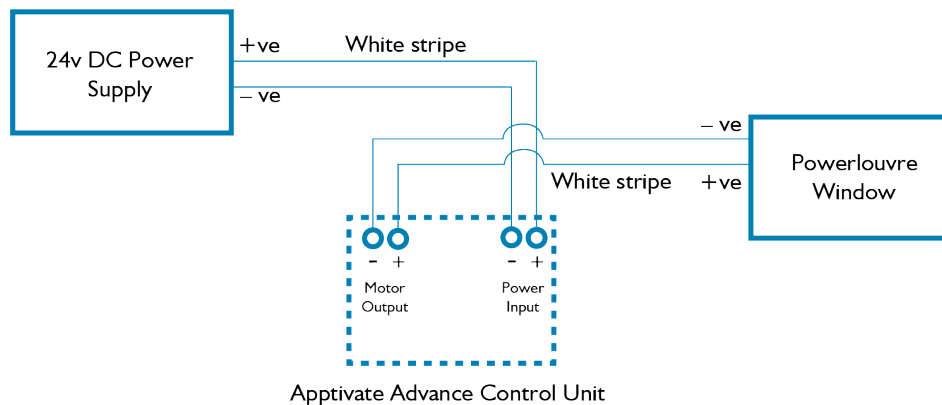 24v DC Power
Supply
+ve
White stripe
– ve
– ve
Powerlouvre
Window
White stripe
+ve
- +
- +
Motor
Output
Power
Input
Apptivate Advance Control Unit